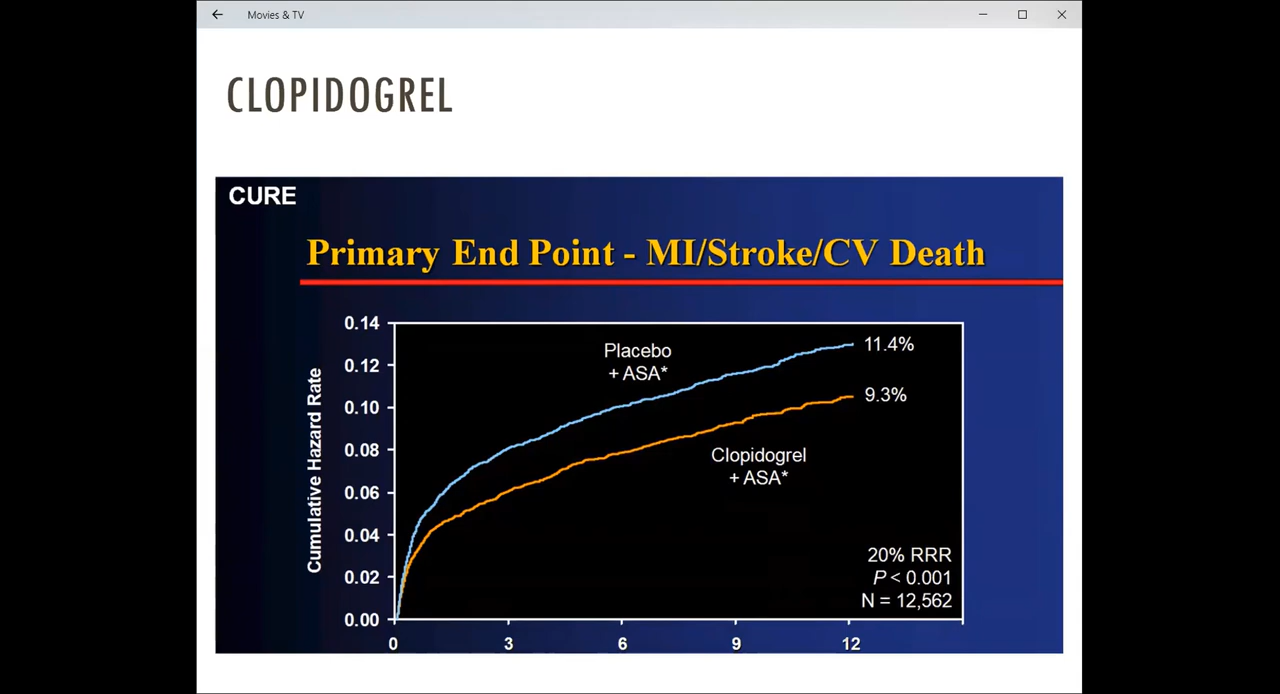 Movies & TV
CLOPIDOGREL
CURE
Primary End Point - MI/Stroke/CV Death
Cumulative Hazard Rate
0.14
0.12
0.10
0.08
0.06
0.04
0.02
0.00
0
3
6
9
12
Placebo
+ ASA*
11.4%
9.3%
Clopidogrel
+ ASA*
20% RRR
P < 0.001
N = 12,562